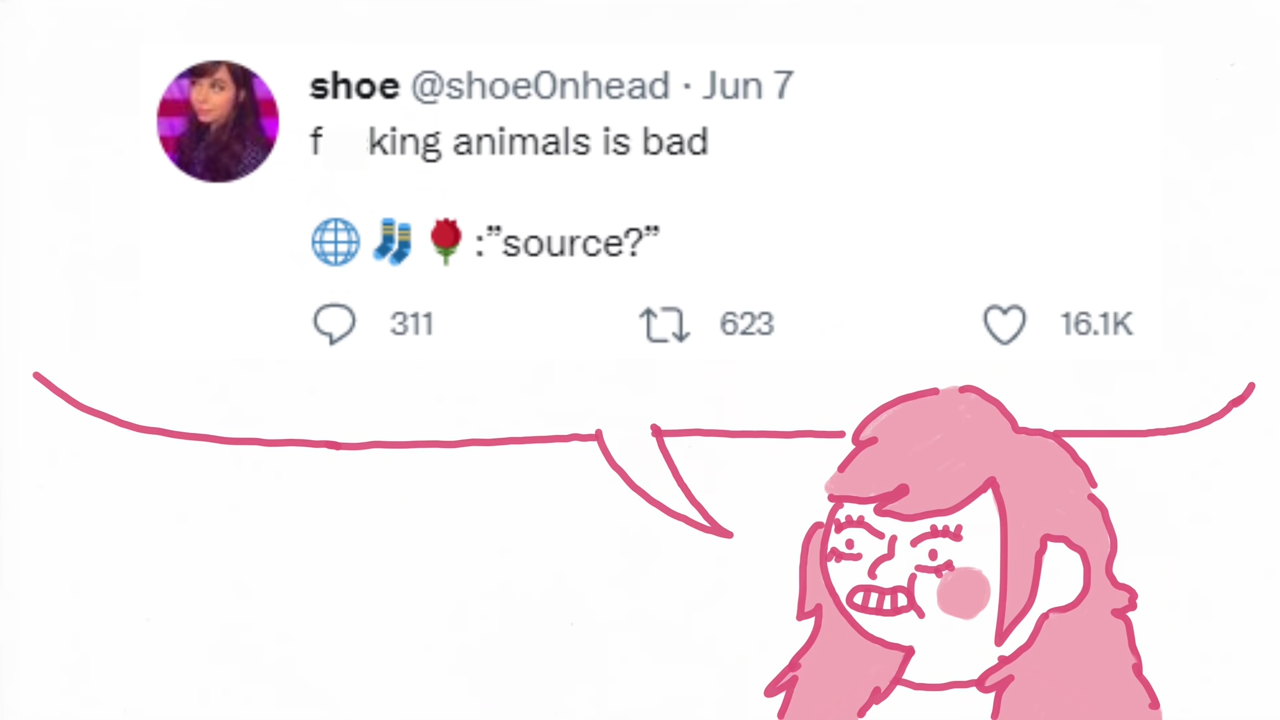 shoe @shoe0nhead · Jun 7
f king animals is bad
🌐 🧦 🌹 :”source?”
311 623 16.1K